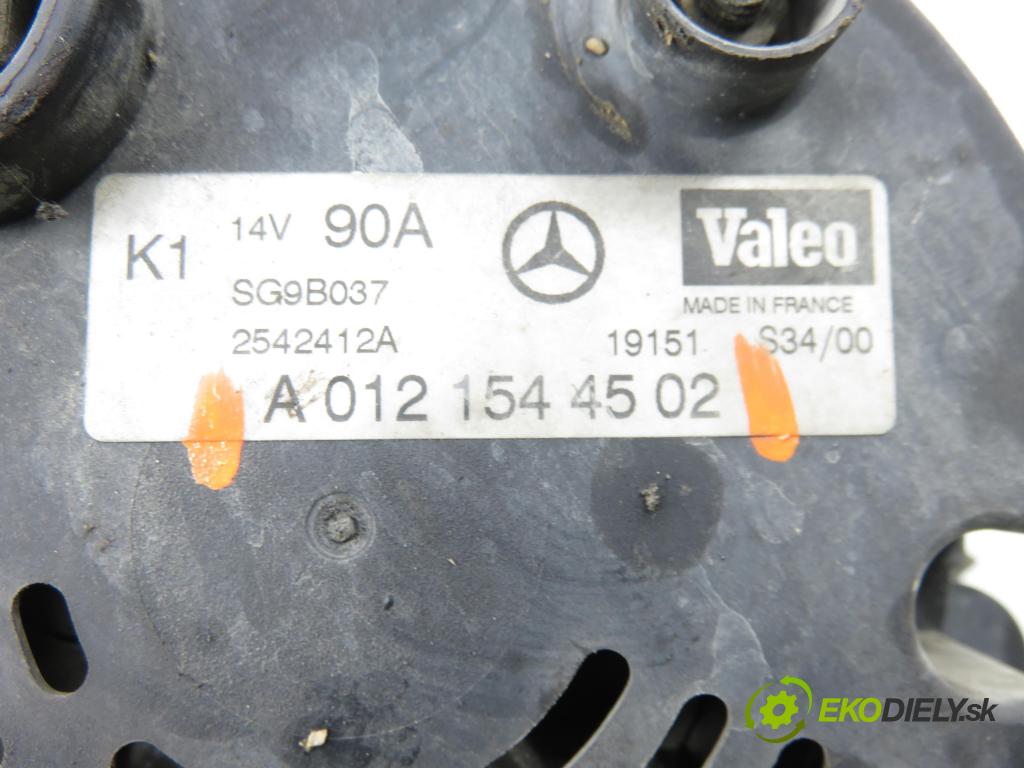 K1 14V 90A Valeo
SG9B037 MADE IN FRANCE
2542412A 19151 S34/00
A 012 154 45 02
EKODIELY.sk